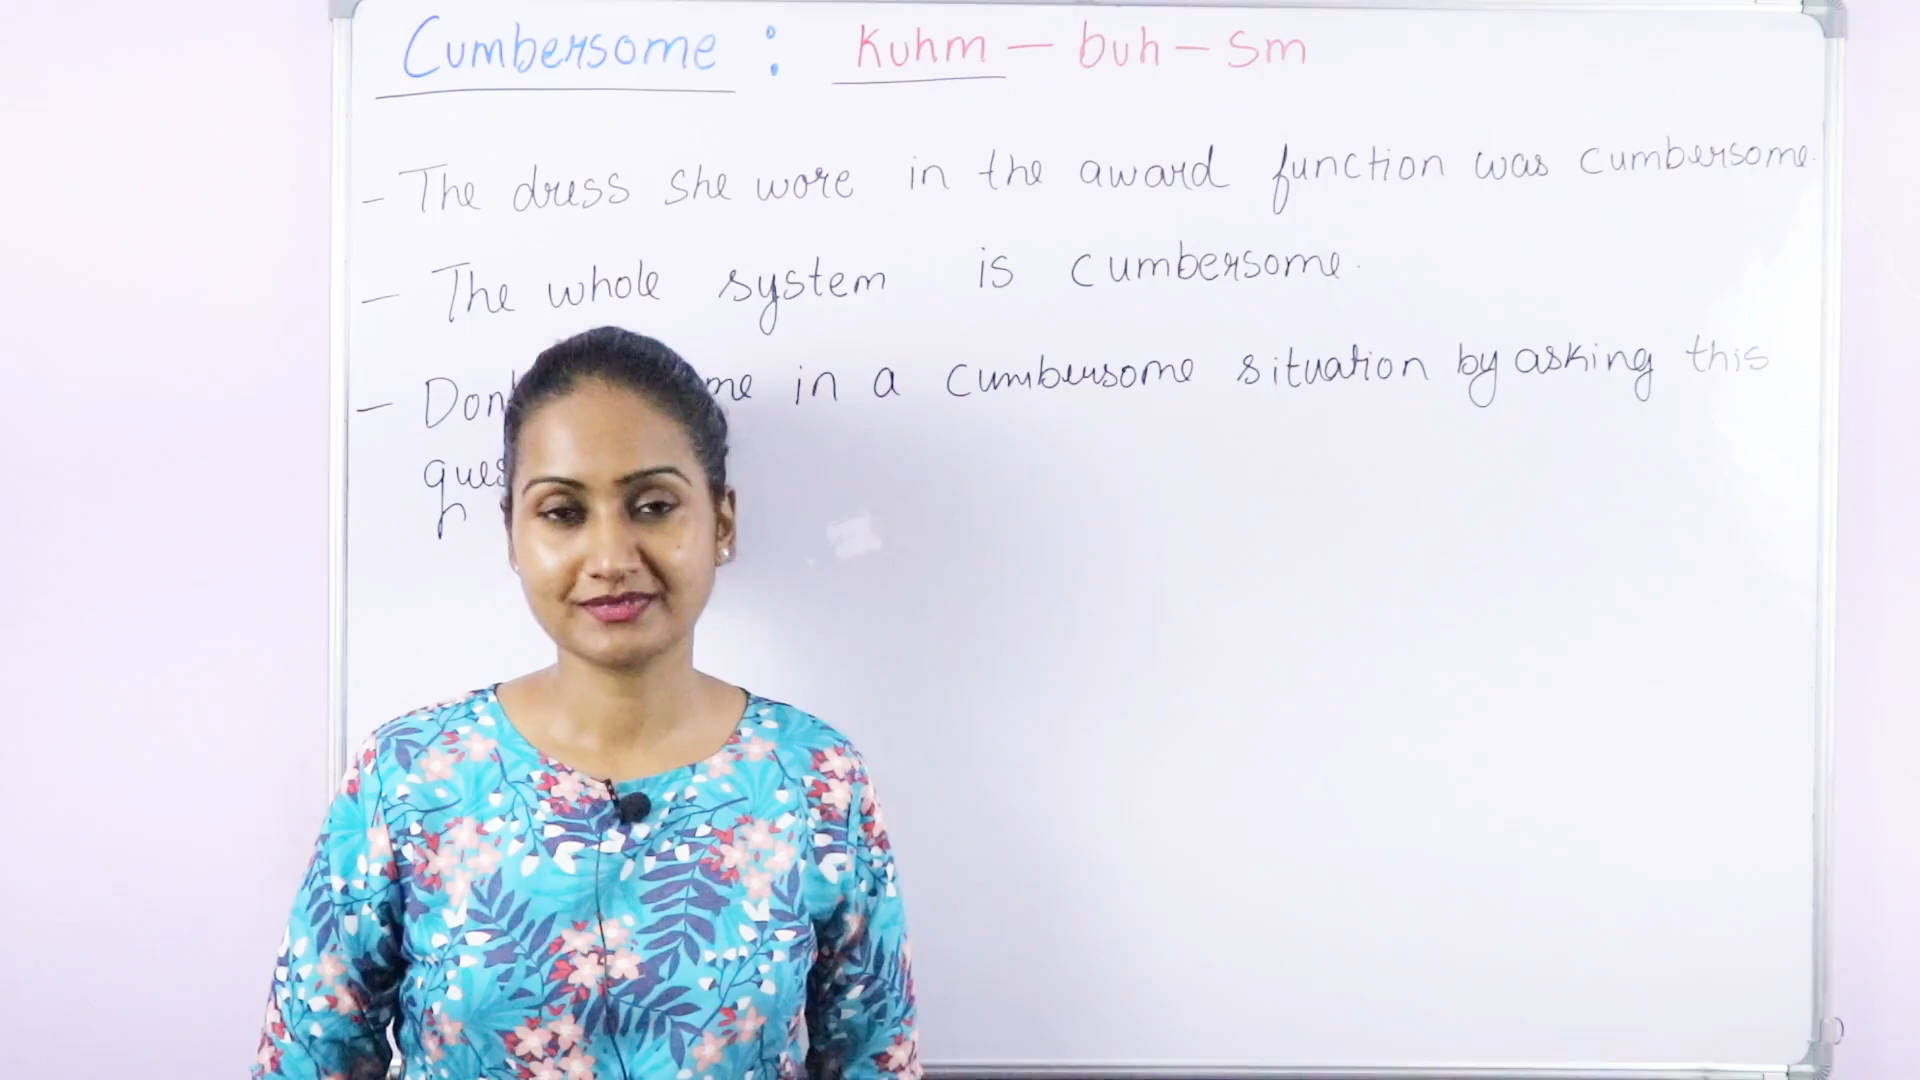 Cumbersome : Kuhm - buh - sm
- The dress she wore in the award function was cumbersome.
- The whole system is cumbersome.
- Don me in a cumbersome situation by asking this
ques